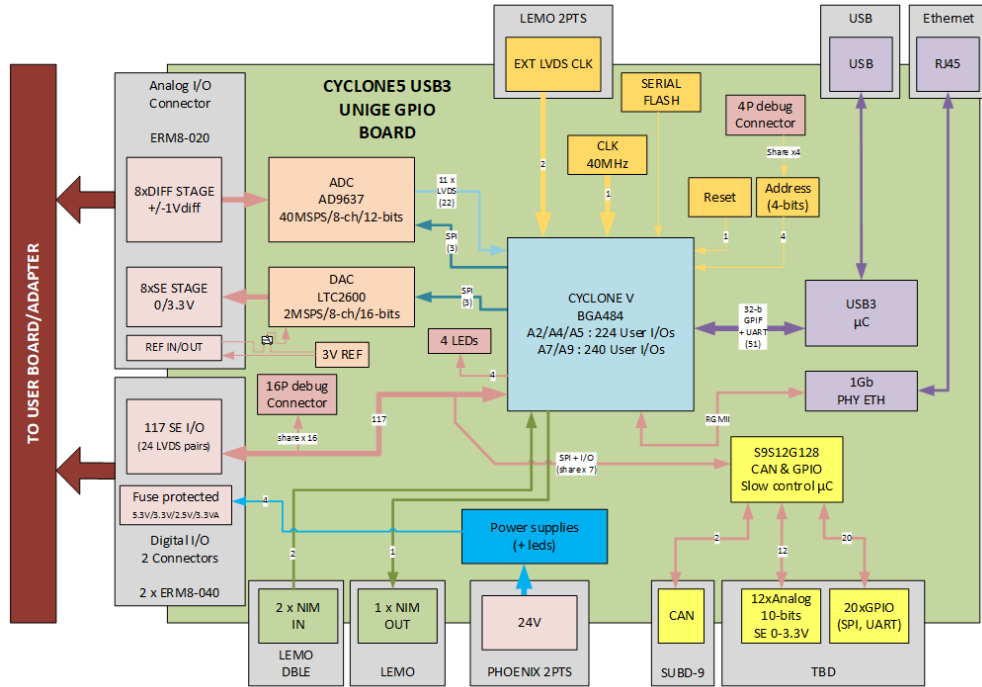 LEMO 2PTS
USB
Ethernet
EXT LVDS CLK
USB
RJ45
Analog I/O
Connector
ERM8-020
CYCLONE5 USB3
UNIGE GPIO
BOARD
SERIAL
FLASH
4P debug
Connector
CLK
40MHz
Share x4
2
1
8xDIFF STAGE
+/-1Vdiff
ADC
AD9637
40MSPS/8-ch/12-bits
11 x
LVDS
(22)
SPI
(3)
Reset
Address
(4-bits)
1
4
TO USER BOARD/ADAPTER
8xSE STAGE
0/3.3V
DAC
LTC2600
2MSPS/8-ch/16-bits
SPI
(3)
CYCLONE V
BGA484
A2/A4/A5 : 224 User I/Os
A7/A9 : 240 User I/Os
32-b
GPIF
+ UART
(51)
USB3
µC
REF IN/OUT
3V REF
4 LEDs
4
16P debug
Connector
117
RGMII
1Gb
PHY ETH
117 SE I/O
(24 LVDS pairs)
share x 16
SPI + I/O
(share x 7)
S9S12G128
CAN & GPIO
Slow control µC
Fuse protected
5.3V/3.3V/2.5V/3.3VA
4
Power supplies
(+ leds)
Digital I/O
2 Connectors
2 x ERM8-040
2
1
2
12
20
2 x NIM
IN
1 x NIM
OUT
24V
CAN
12xAnalog
10-bits
SE 0-3.3V
20xGPIO
(SPI, UART)
LEMO
DBLE
LEMO
PHOENIX 2PTS
SUBD-9
TBD